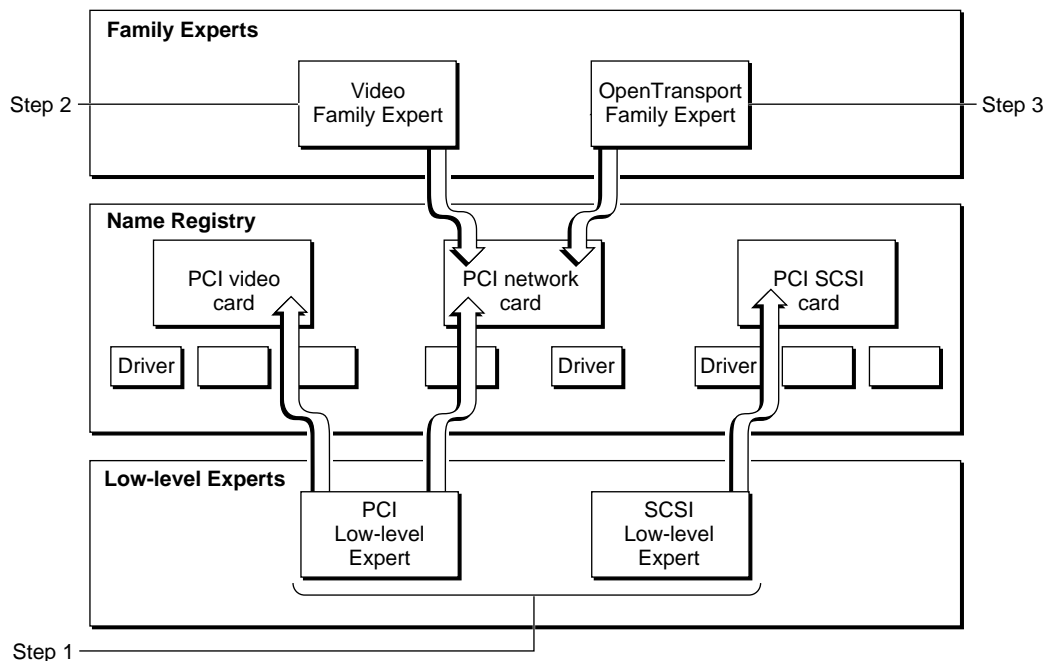 Family Experts
Step 2
Video
Family Expert
OpenTransport
Family Expert
Step 3
Name Registry
PCI video
card
PCI network
card
PCI SCSI
card
Driver
Driver
Driver
Low-level Experts
PCI
Low-level
Expert
SCSI
Low-level
Expert
Step 1